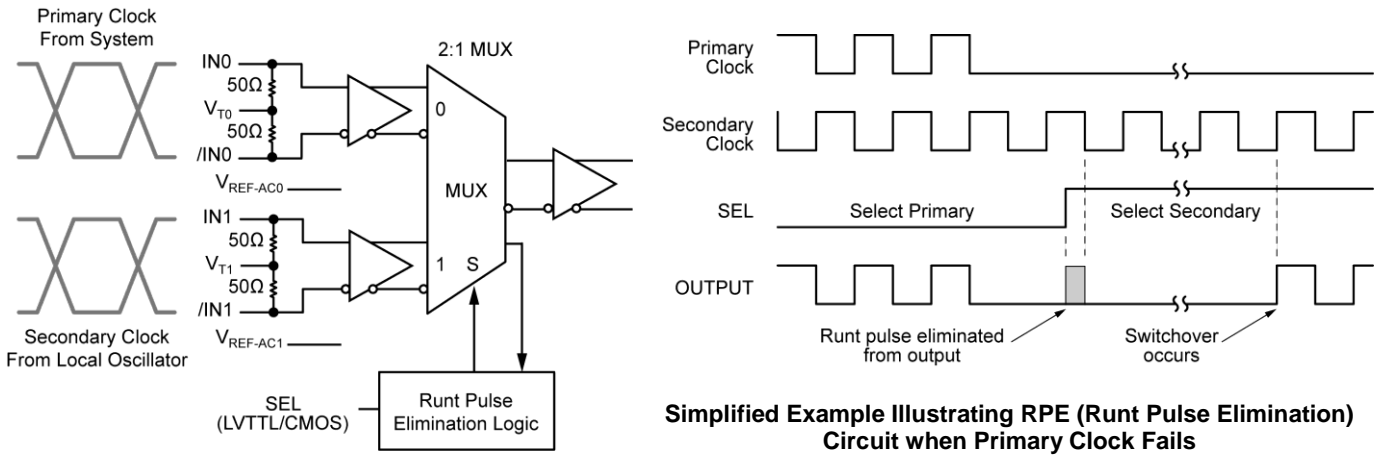 Primary Clock
From System
IN0
50Ω
VT0
50Ω
/IN0
VREF-AC0
IN1
50Ω
VT1
50Ω
/IN1
VREF-AC1
Secondary Clock
From Local Oscillator
2:1 MUX
0
MUX
1 S
SEL
(LVTTL/CMOS)
Runt Pulse
Elimination Logic
Primary
Clock
Secondary
Clock
SEL
Select Primary
Select Secondary
OUTPUT
Runt pulse eliminated
from output
Switchover
occurs
Simplified Example Illustrating RPE (Runt Pulse Elimination)
Circuit when Primary Clock Fails